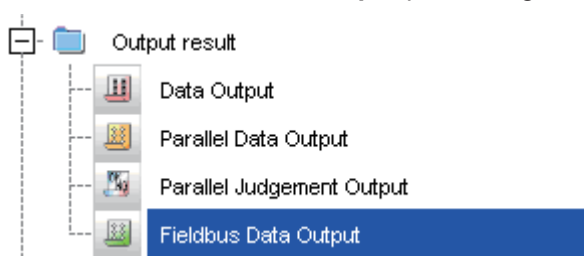 Output result
Data Output
Parallel Data Output
Parallel Judgement Output
Fieldbus Data Output